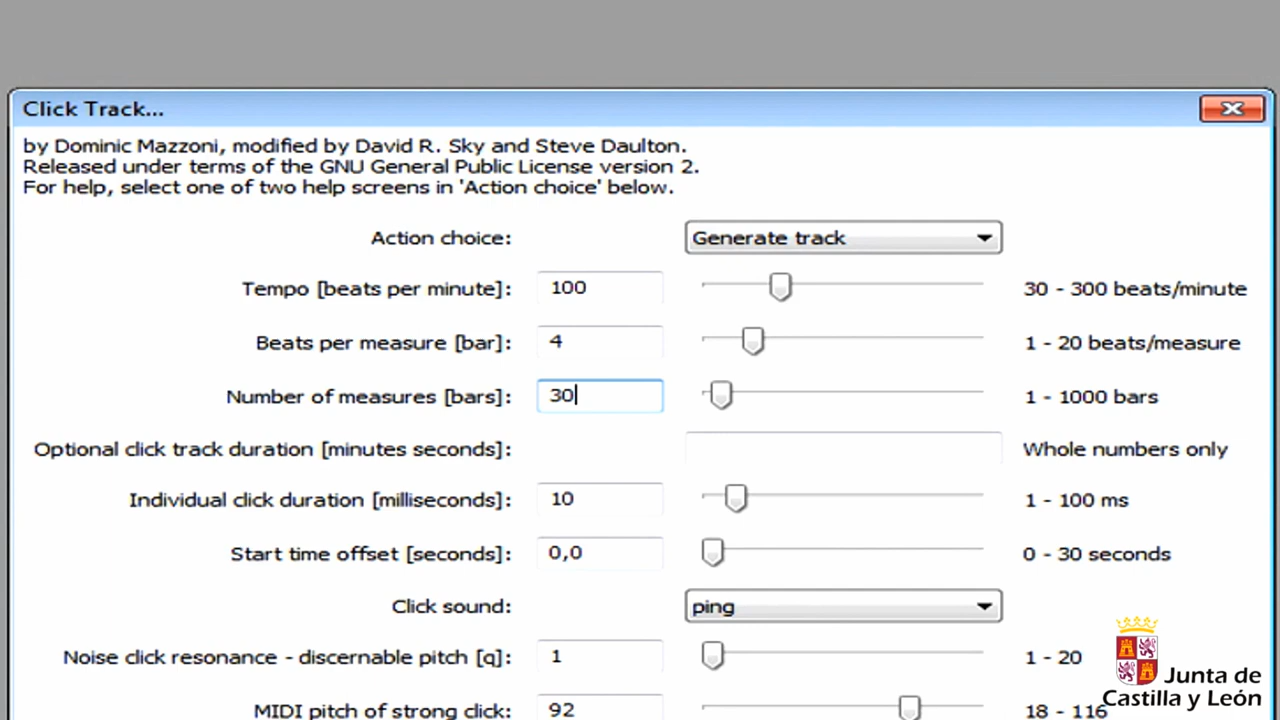 Click Track...
by Dominic Mazzoni, modified by David R. Sky and Steve Daulton.
Released under terms of the GNU General Public License version 2.
For help, select one of two help screens in 'Action choice' below.
Action choice: Generate track
Tempo [beats per minute]: 100 30 - 300 beats/minute
Beats per measure [bar]: 4 1 - 20 beats/measure
Number of measures [bars]: 30 1 - 1000 bars
Optional click track duration [minutes seconds]: Whole numbers only
Individual click duration [milliseconds]: 10 1 - 100 ms
Start time offset [seconds]: 0,0 0 - 30 seconds
Click sound: ping
Noise click resonance - discernable pitch [q]: 1 1 - 20
MIDI pitch of strong click: 92 18 - 116
Junta de
Castilla y León